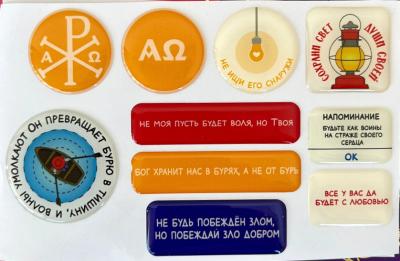 Α Ω
ΑΩ
НЕ ИЩИ ЕГО СНАРУЖИ
СОХРАНИ СВЕТ ДУШИ СВОЕЙ
ОН ПРЕВРАЩАЕТ БУРЮ В ТИШИНУ, И ВОЛНЫ УМОЛКАЮТ
НЕ МОЯ ПУСТЬ БУДЕТ ВОЛЯ, НО ТВОЯ
БОГ ХРАНИТ НАС В БУРЯХ, А НЕ ОТ БУРЬ
НЕ БУДЬ ПОБЕЖДЁН ЗЛОМ,
НО ПОБЕЖДАЙ ЗЛО ДОБРОМ
НАПОМИНАНИЕ
БУДЬТЕ КАК ВОИНЫ
НА СТРАЖЕ СВОЕГО
СЕРДЦА
ОК
ВСЕ У ВАС ДА
БУДЕТ С ЛЮБОВЬЮ